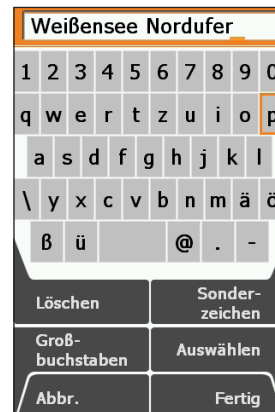 Weißensee Nordufer_
1 2 3 4 5 6 7 8 9 0
q w e r t z u i o p
a s d f g h j k l
\ y x c v b n m ä ö
ß ü @ . -
Löschen
Sonder-
zeichen
Groß-
buchstaben
Auswählen
Abbr.
Fertig